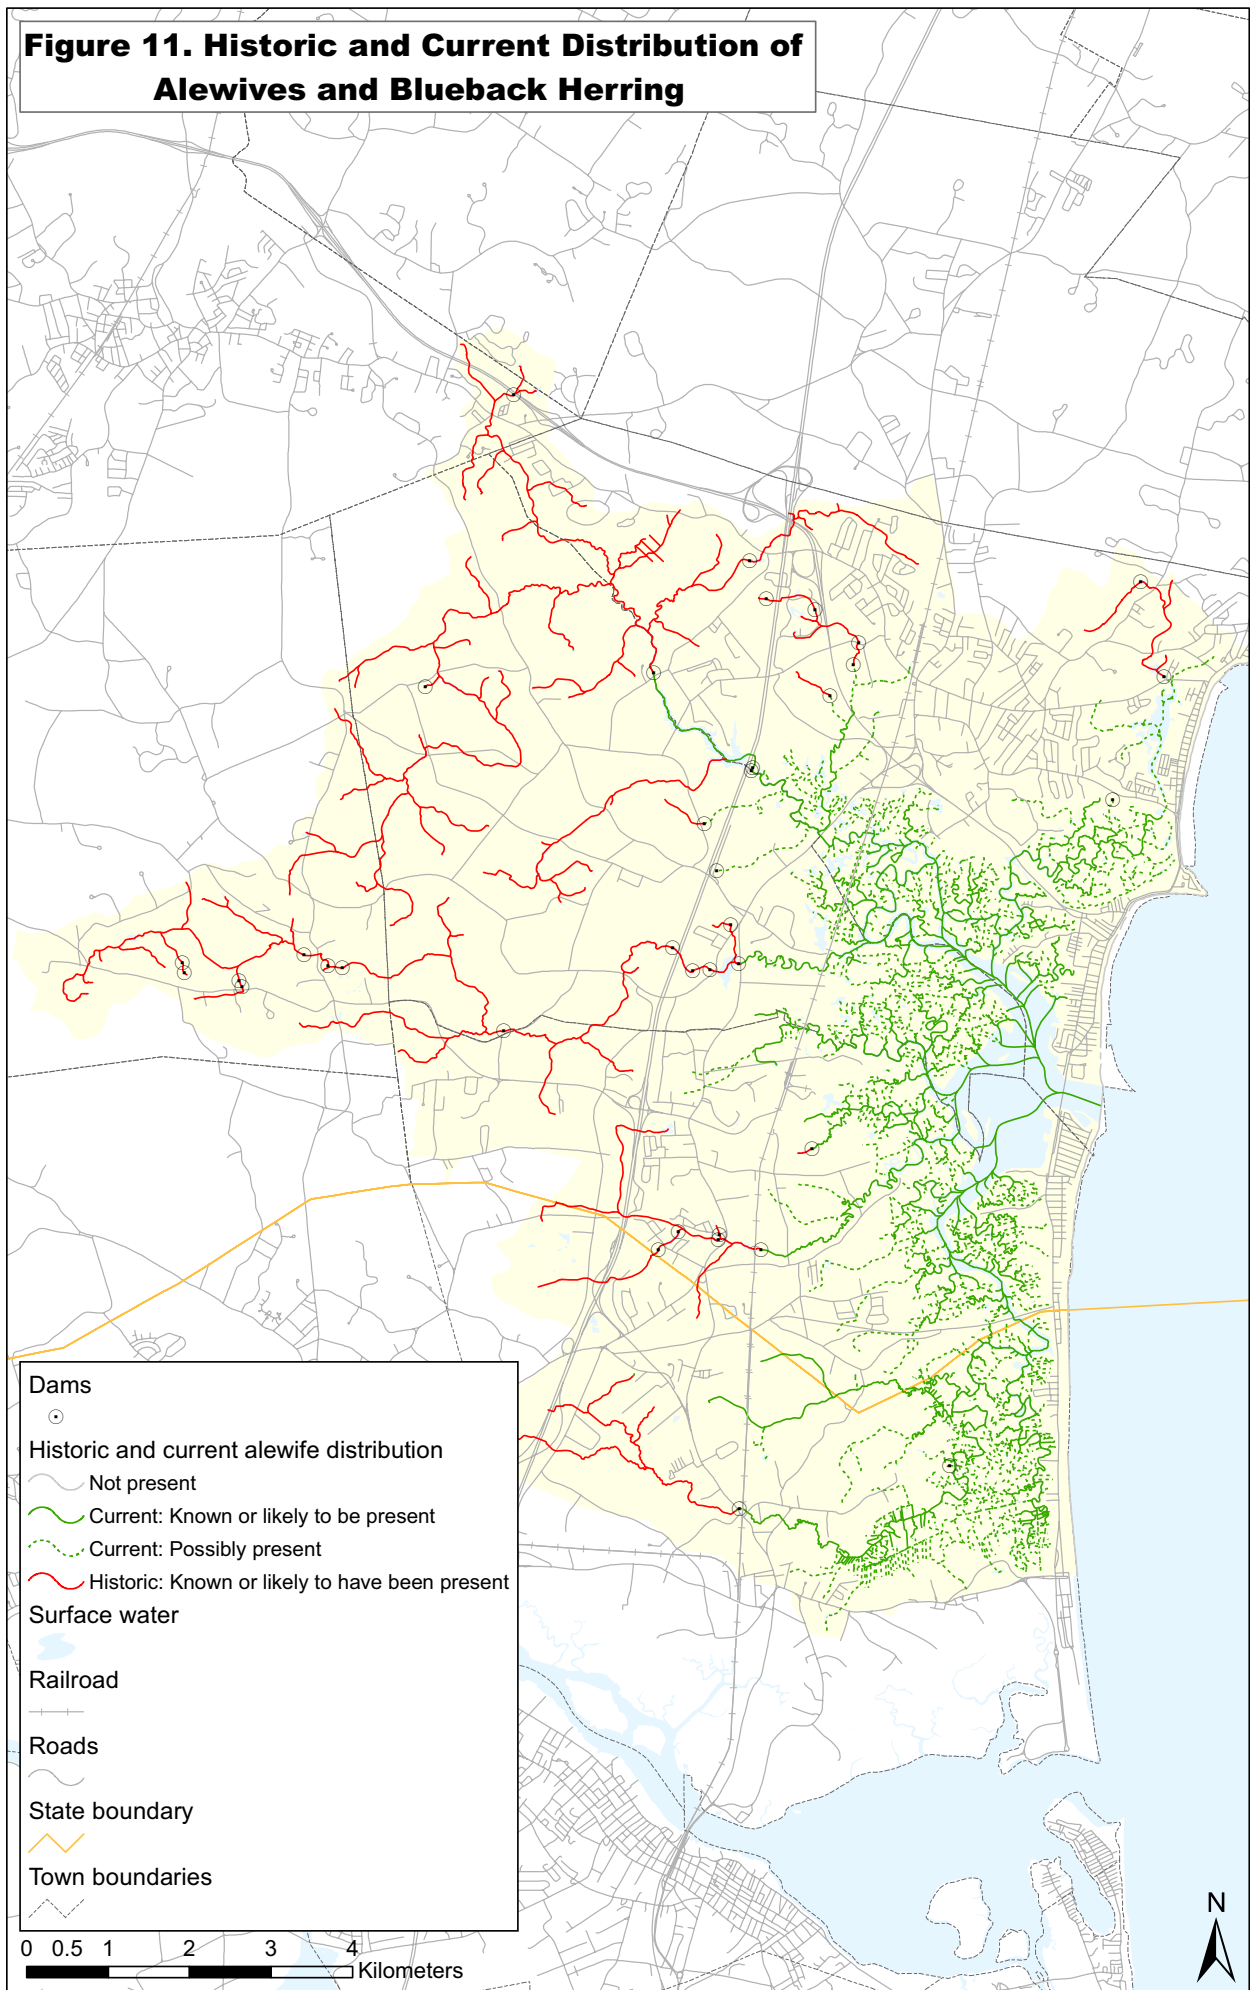 Figure 11. Historic and Current Distribution of
Alewives and Blueback Herring
Dams
Historic and current alewife distribution
Not present
Current: Known or likely to be present
Current: Possibly present
Historic: Known or likely to have been present
Surface water
Railroad
Roads
State boundary
Town boundaries
0 0.5 1 2 3 4
Kilometers
N